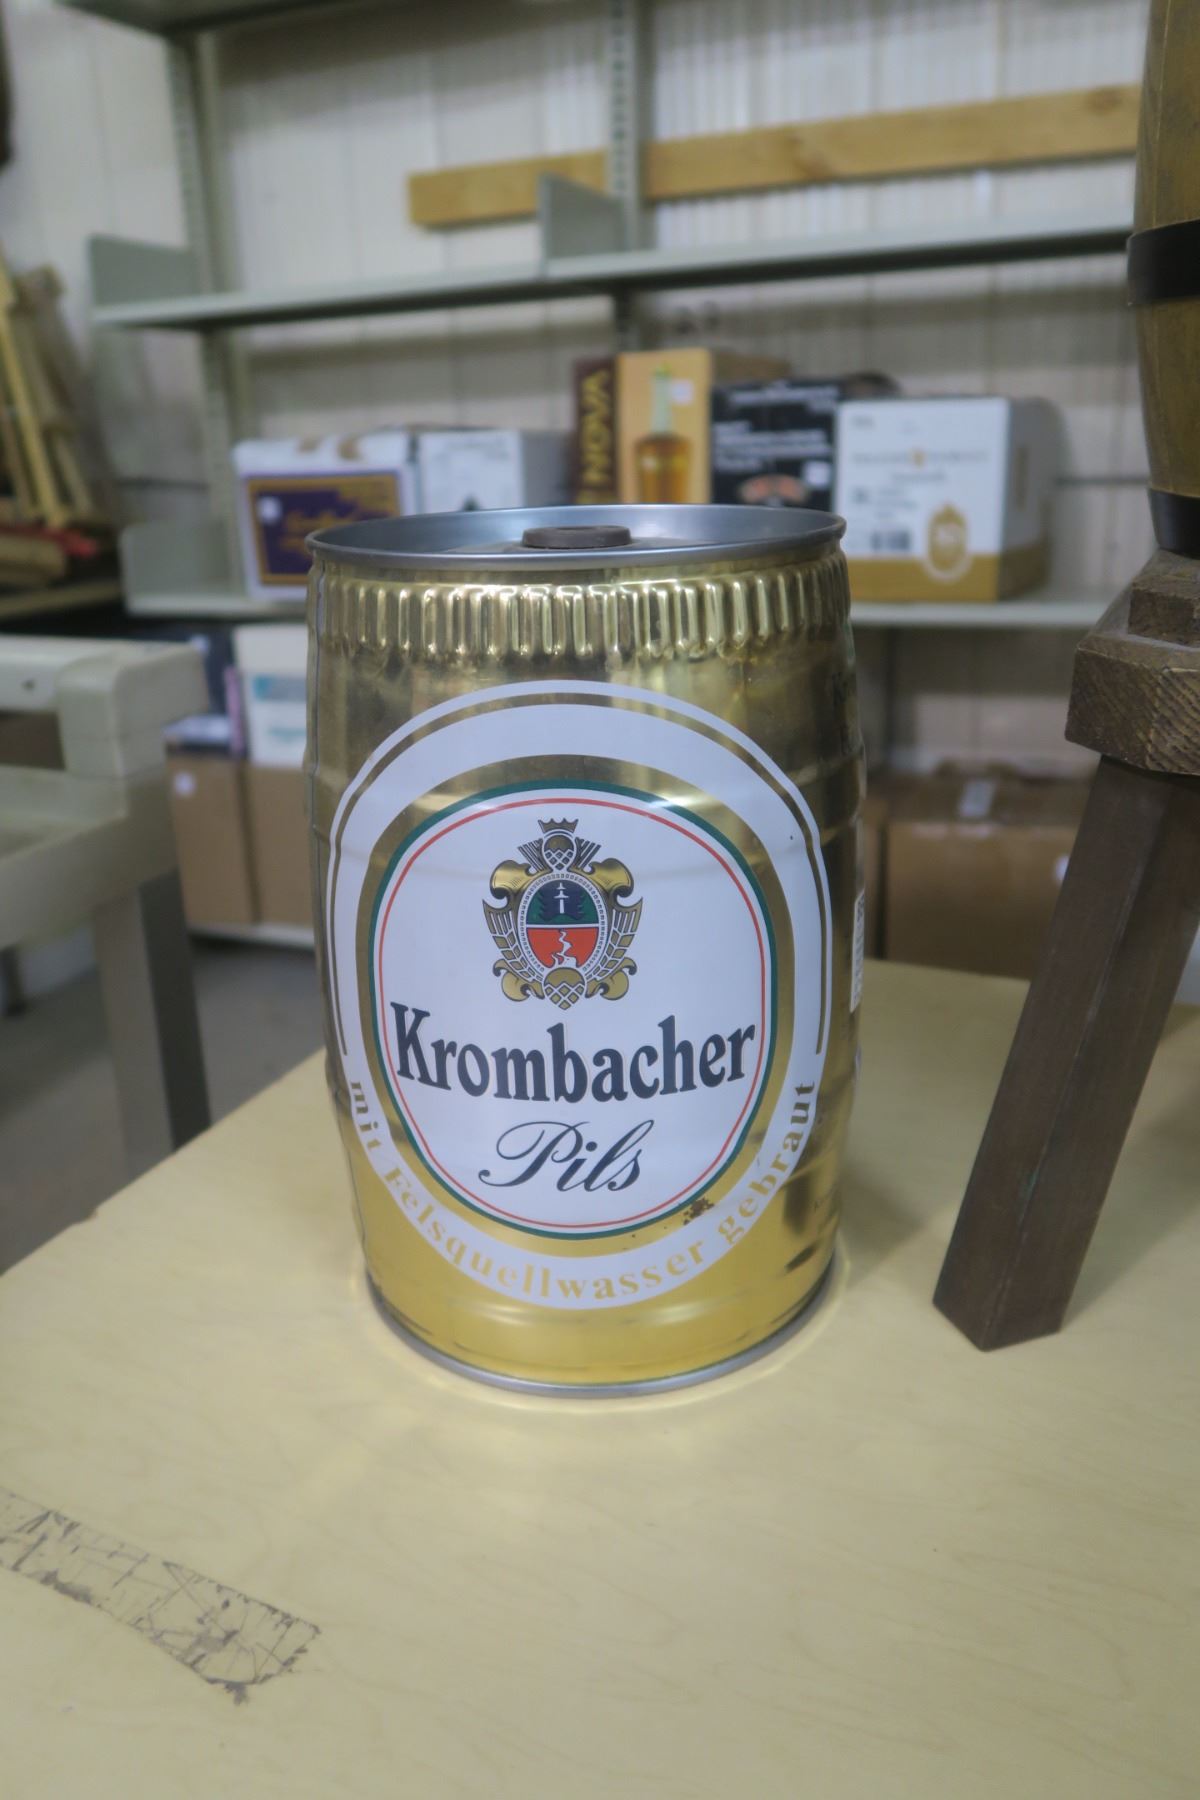 NOVA
Krombacher
Pils
mit Felsquellwasser gebraut